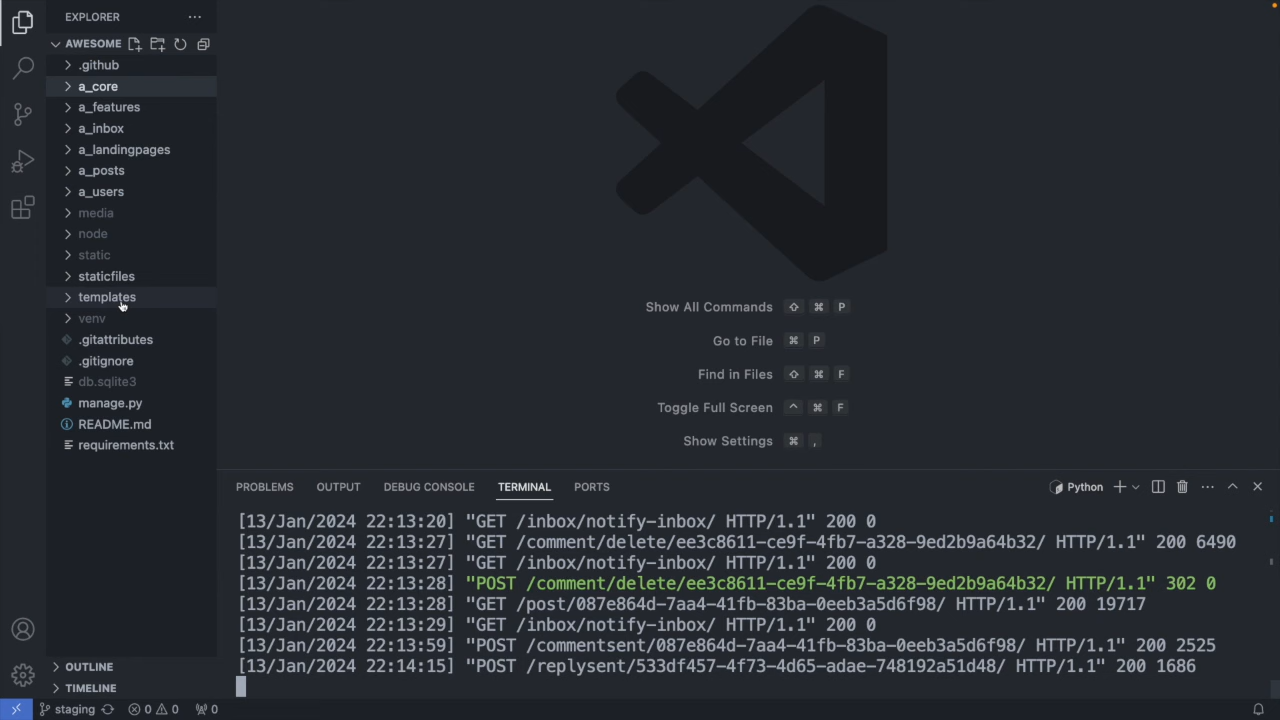 EXPLORER
AWESOME
.github
a_core
a_features
a_inbox
a_landingpages
a_posts
a_users
media
node
static
staticfiles
templates
venv
.gitattributes
.gitignore
db.sqlite3
manage.py
README.md
requirements.txt
OUTLINE
TIMELINE
Show All Commands ⇧ ⌘ P
Go to File ⌘ P
Find in Files ⇧ ⌘ F
Toggle Full Screen ^ ⌘ F
Show Settings ⌘ ,
PROBLEMS OUTPUT DEBUG CONSOLE TERMINAL PORTS Python
[13/Jan/2024 22:13:20] "GET /inbox/notify-inbox/ HTTP/1.1" 200 0
[13/Jan/2024 22:13:27] "GET /comment/delete/ee3c8611-ce9f-4fb7-a328-9ed2b9a64b32/ HTTP/1.1" 200 6490
[13/Jan/2024 22:13:27] "GET /inbox/notify-inbox/ HTTP/1.1" 200 0
[13/Jan/2024 22:13:28] "POST /comment/delete/ee3c8611-ce9f-4fb7-a328-9ed2b9a64b32/ HTTP/1.1" 302 0
[13/Jan/2024 22:13:28] "GET /post/087e864d-7aa4-41fb-83ba-0eeb3a5d6f98/ HTTP/1.1" 200 19717
[13/Jan/2024 22:13:29] "GET /inbox/notify-inbox/ HTTP/1.1" 200 0
[13/Jan/2024 22:13:59] "POST /commentsent/087e864d-7aa4-41fb-83ba-0eeb3a5d6f98/ HTTP/1.1" 200 2525
[13/Jan/2024 22:14:15] "POST /replysent/533df457-4f73-4d65-adae-748192a51d48/ HTTP/1.1" 200 1686
staging 0 0 0